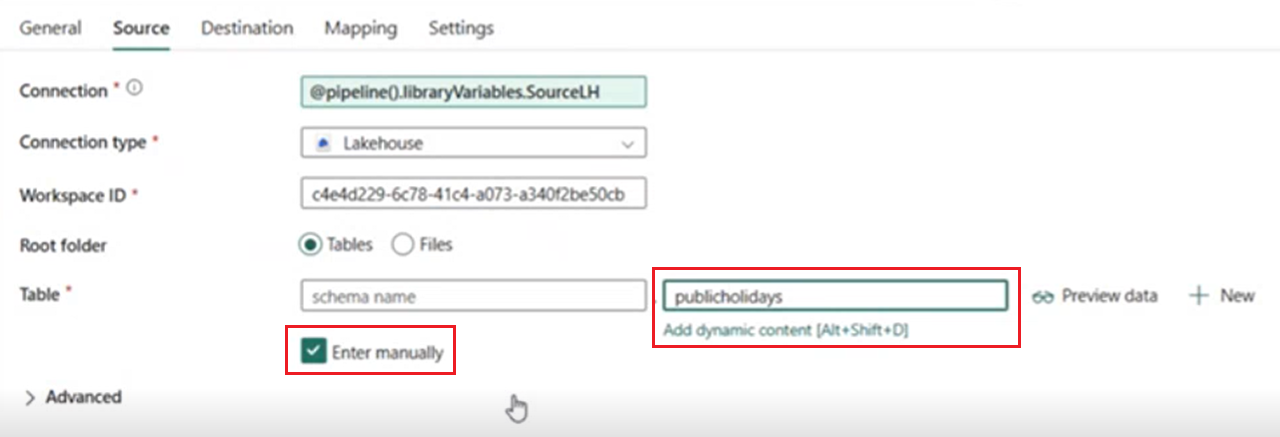 General Source Destination Mapping Settings
Connection * @pipeline().libraryVariables.SourceLH
Connection type * Lakehouse
Workspace ID * c4e4d229-6c78-41c4-a073-a340f2be50cb
Root folder Tables Files
Table * schema name . publicholidays Preview data + New
Add dynamic content [Alt+Shift+D]
Enter manually
Advanced